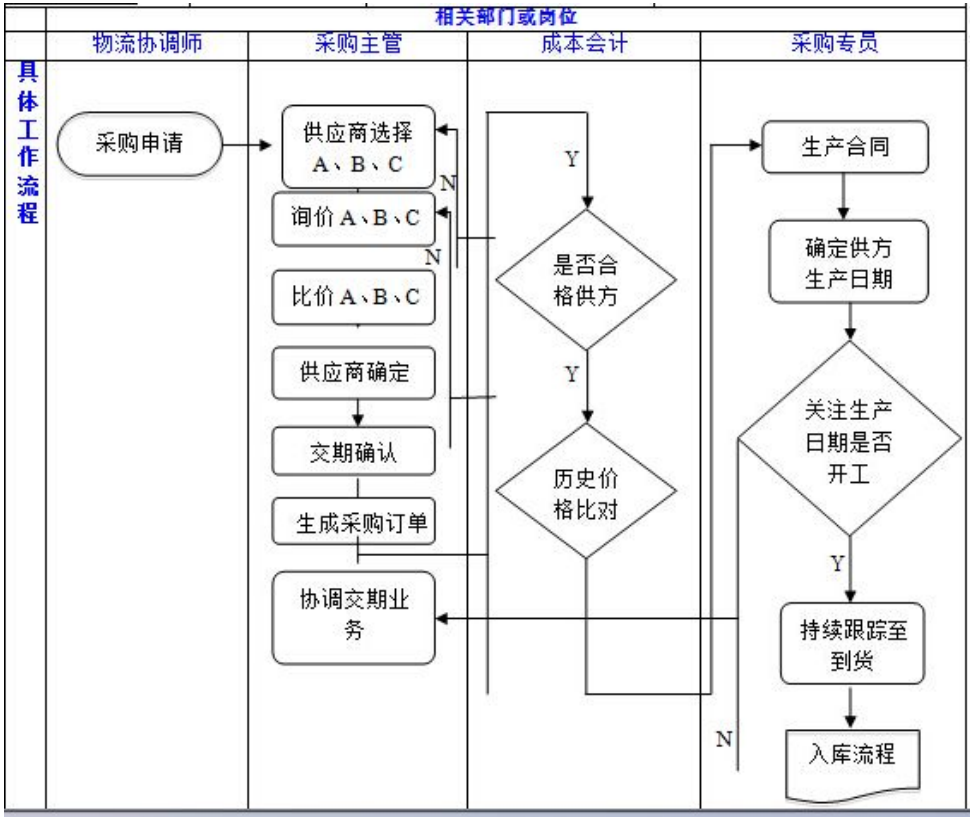 相关部门或岗位
物流协调师
采购主管
成本会计
采购专员
具体工作流程
采购申请
供应商选择
A、B、C
N
询价 A、B、C
N
比价 A、B、C
供应商确定
交期确认
生成采购订单
协调交期业
务
Y
是否合
格供方
Y
历史价
格比对
生产合同
确定供方
生产日期
关注生产
日期是否
开工
Y
持续跟踪至
到货
N
入库流程